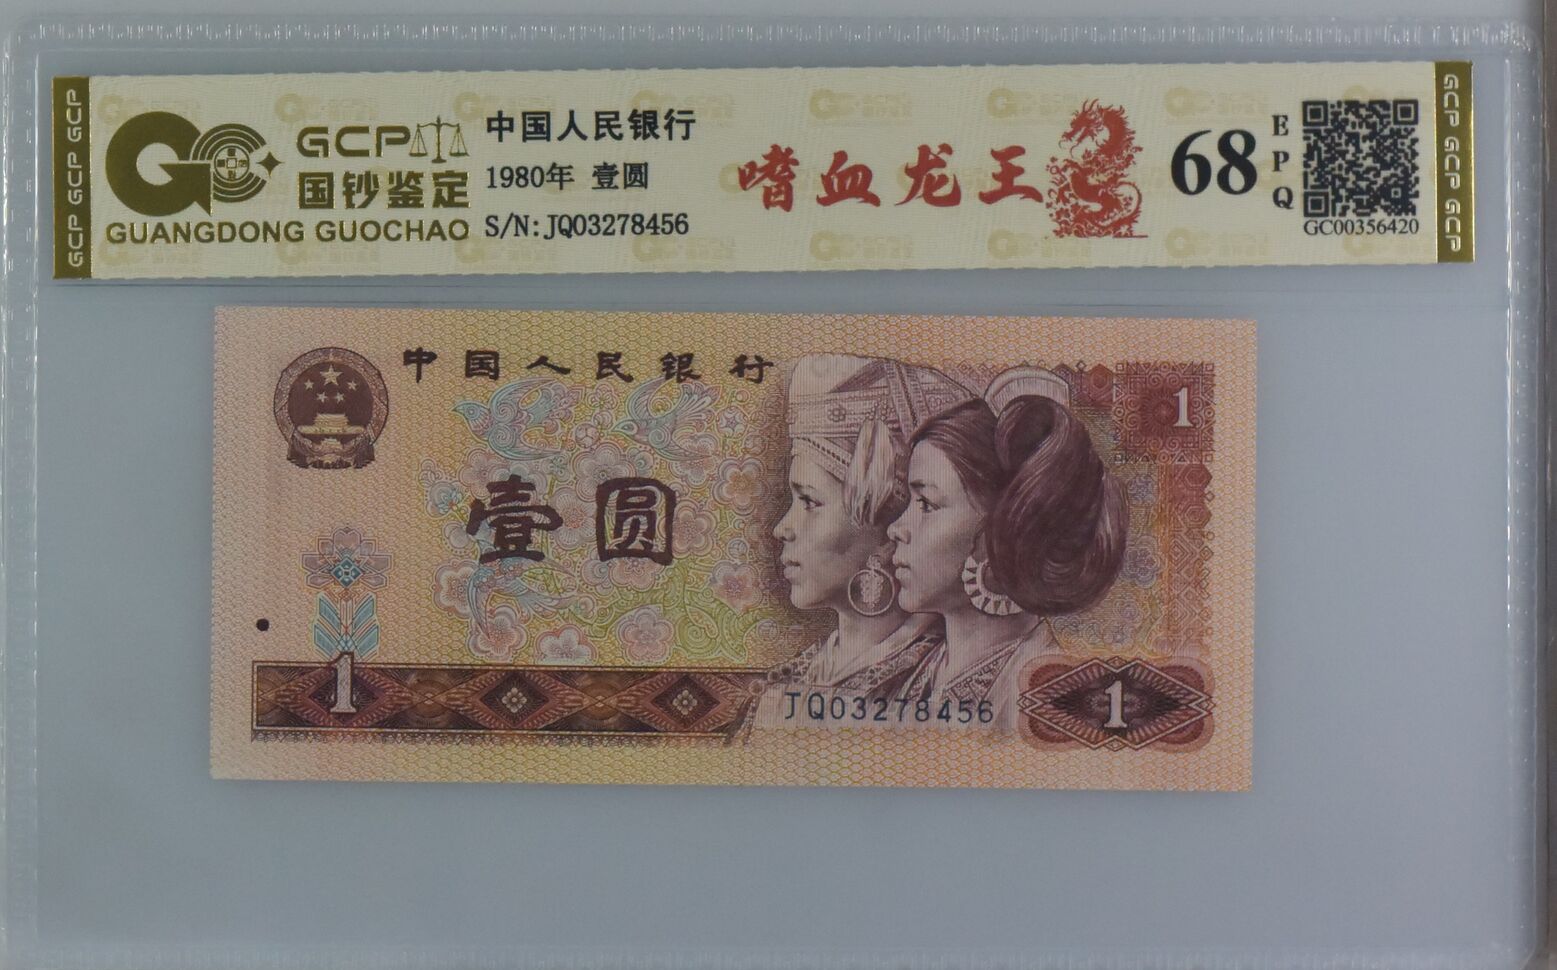 GCP GCP GCP
GCP
国钞鉴定
GUANGDONG GUOCHAO
中国人民银行
1980年 壹圆
S/N:JQ03278456
嗜血龙王
68
EPQ
GC00356420
GCP GCP GCP
中国人民银行
1
壹圆
1
JQ03278456
1